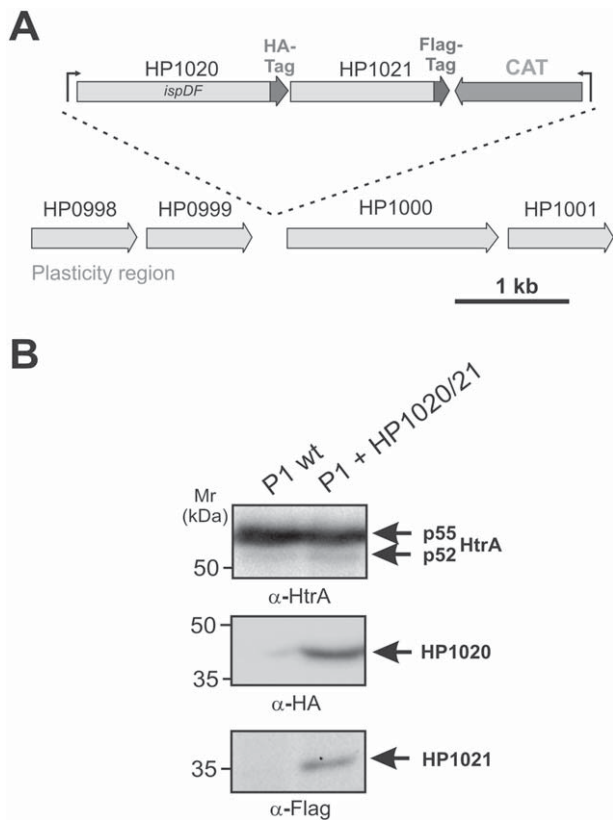 A
HA-
Tag
Flag-
Tag
HP1020
HP1021
CAT
ispDF
HP0998
HP0999
HP1000
HP1001
Plasticity region
1 kb
B
P1 wt
P1 + HP1020/21
Mr
(kDa)
p55
p52
HtrA
50
α-HtrA
50
HP1020
35
α-HA
HP1021
35
α-Flag